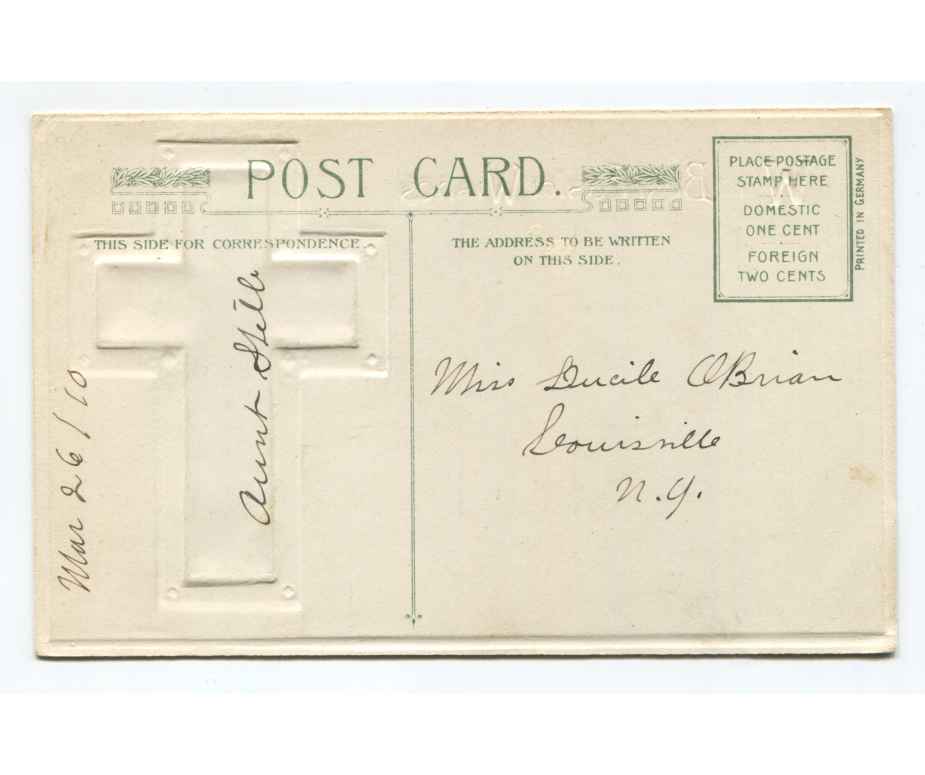 POST CARD.
THIS SIDE FOR CORRESPONDENCE.
THE ADDRESS TO BE WRITTEN
ON THIS SIDE.
PLACE POSTAGE
STAMP HERE
DOMESTIC
ONE CENT
FOREIGN
TWO CENTS
PRINTED IN GERMANY
Mar 26/10
Aunt
Miss Lucile O'Brian
Louisville
N.Y.